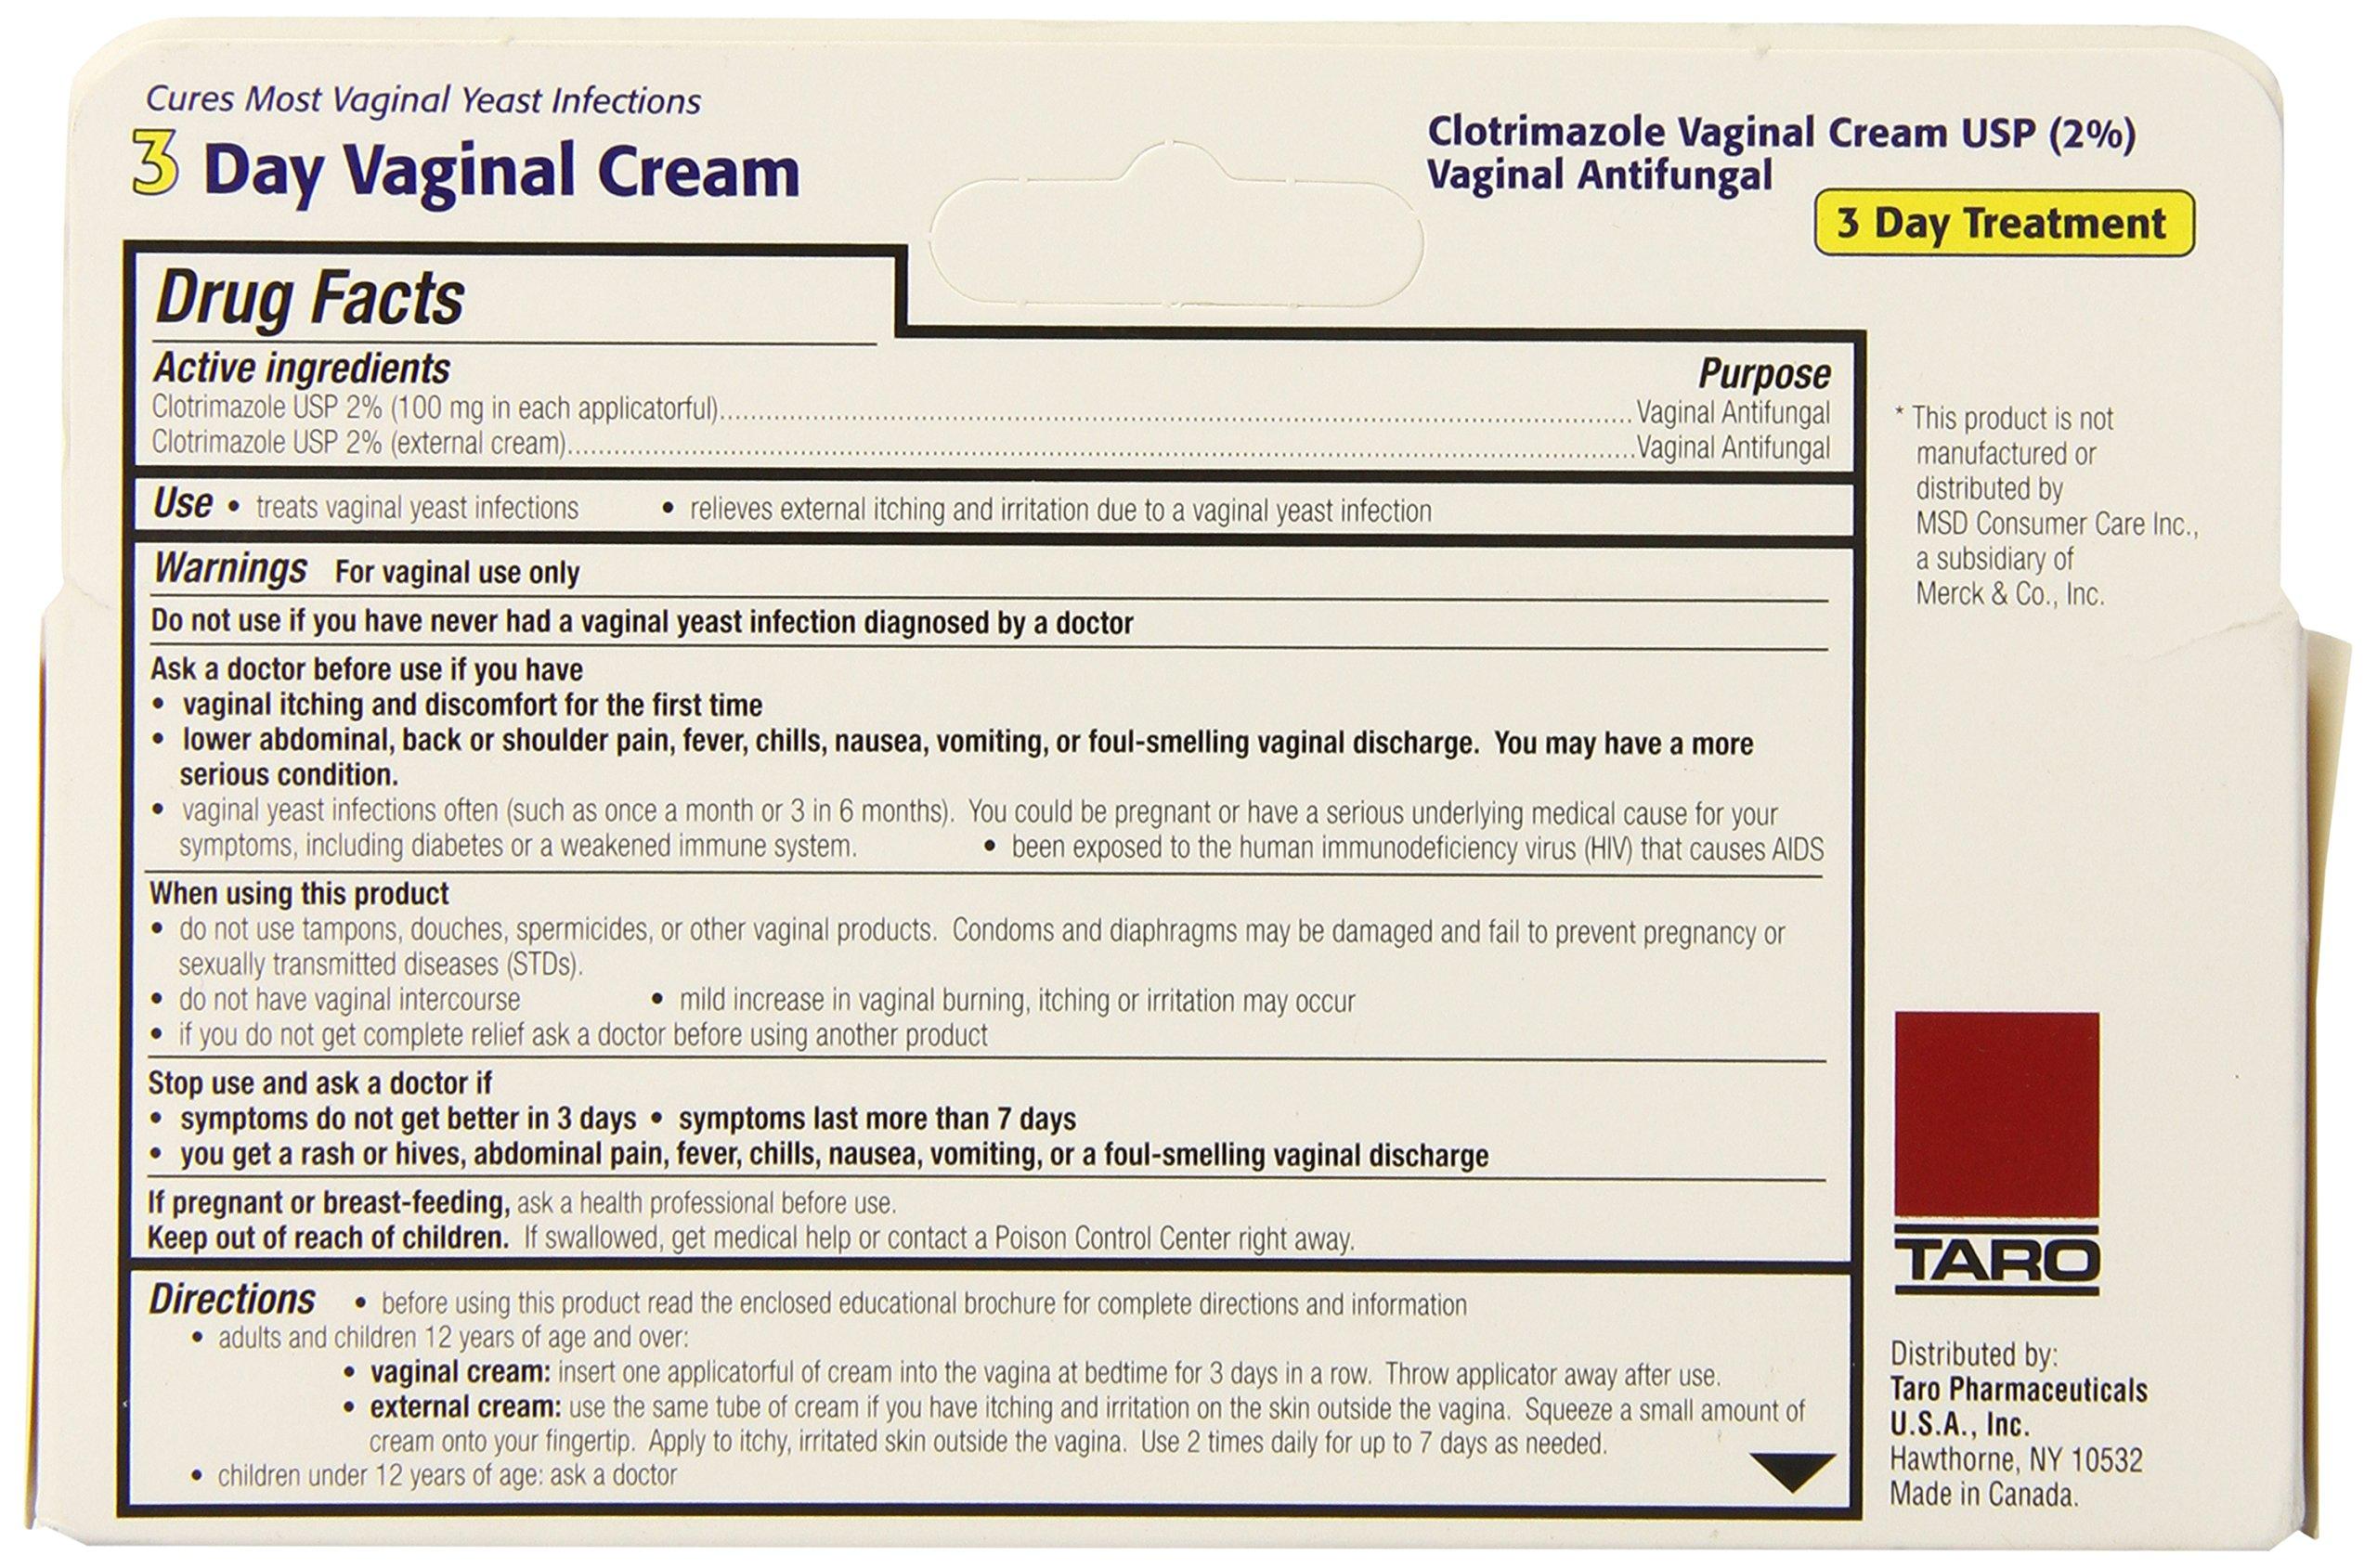 Cures Most Vaginal Yeast Infections
3 Day Vaginal Cream
Clotrimazole Vaginal Cream USP (2%)
Vaginal Antifungal
3 Day Treatment
Drug Facts
Active ingredients Purpose
Clotrimazole USP 2% (100 mg in each applicatorful)........Vaginal Antifungal
Clotrimazole USP 2% (external cream)........Vaginal Antifungal
Use • treats vaginal yeast infections • relieves external itching and irritation due to a vaginal yeast infection
Warnings For vaginal use only
Do not use if you have never had a vaginal yeast infection diagnosed by a doctor
Ask a doctor before use if you have
• vaginal itching and discomfort for the first time
• lower abdominal, back or shoulder pain, fever, chills, nausea, vomiting, or foul-smelling vaginal discharge. You may have a more
serious condition.
• vaginal yeast infections often (such as once a month or 3 in 6 months). You could be pregnant or have a serious underlying medical cause for your
symptoms, including diabetes or a weakened immune system. • been exposed to the human immunodeficiency virus (HIV) that causes AIDS
When using this product
• do not use tampons, douches, spermicides, or other vaginal products. Condoms and diaphragms may be damaged and fail to prevent pregnancy or
sexually transmitted diseases (STDs).
• do not have vaginal intercourse • mild increase in vaginal burning, itching or irritation may occur
• if you do not get complete relief ask a doctor before using another product
Stop use and ask a doctor if
• symptoms do not get better in 3 days • symptoms last more than 7 days
• you get a rash or hives, abdominal pain, fever, chills, nausea, vomiting, or a foul-smelling vaginal discharge
If pregnant or breast-feeding, ask a health professional before use.
Keep out of reach of children. If swallowed, get medical help or contact a Poison Control Center right away.
Directions • before using this product read the enclosed educational brochure for complete directions and information
• adults and children 12 years of age and over:
• vaginal cream: insert one applicatorful of cream into the vagina at bedtime for 3 days in a row. Throw applicator away after use.
• external cream: use the same tube of cream if you have itching and irritation on the skin outside the vagina. Squeeze a small amount of
cream onto your fingertip. Apply to itchy, irritated skin outside the vagina. Use 2 times daily for up to 7 days as needed.
• children under 12 years of age: ask a doctor
* This product is not
manufactured or
distributed by
MSD Consumer Care Inc.,
a subsidiary of
Merck & Co., Inc.
TARO
Distributed by:
Taro Pharmaceuticals
U.S.A., Inc.
Hawthorne, NY 10532
Made in Canada.